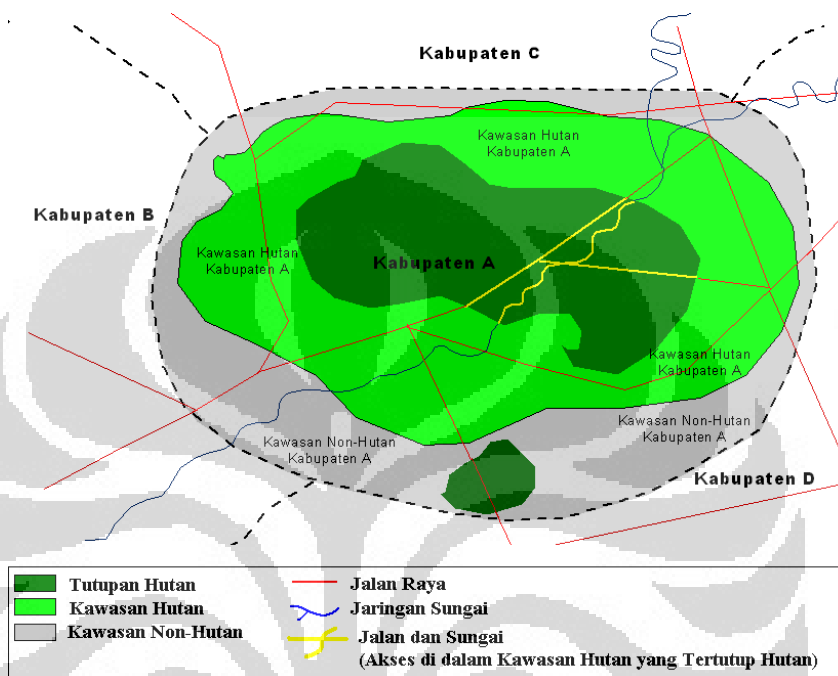 Kabupaten C
Kawasan Hutan
Kabupaten A
Kabupaten B
Kawasan Hutan
Kabupaten A
Kabupaten A
Kawasan Hutan
Kabupaten A
Kawasan Non-Hutan
Kabupaten A
Kawasan Non-Hutan
Kabupaten A
Kabupaten D
Tutupan Hutan
Kawasan Hutan
Kawasan Non-Hutan
Jalan Raya
Jaringan Sungai
Jalan dan Sungai
(Akses di dalam Kawasan Hutan yang Tertutup Hutan)